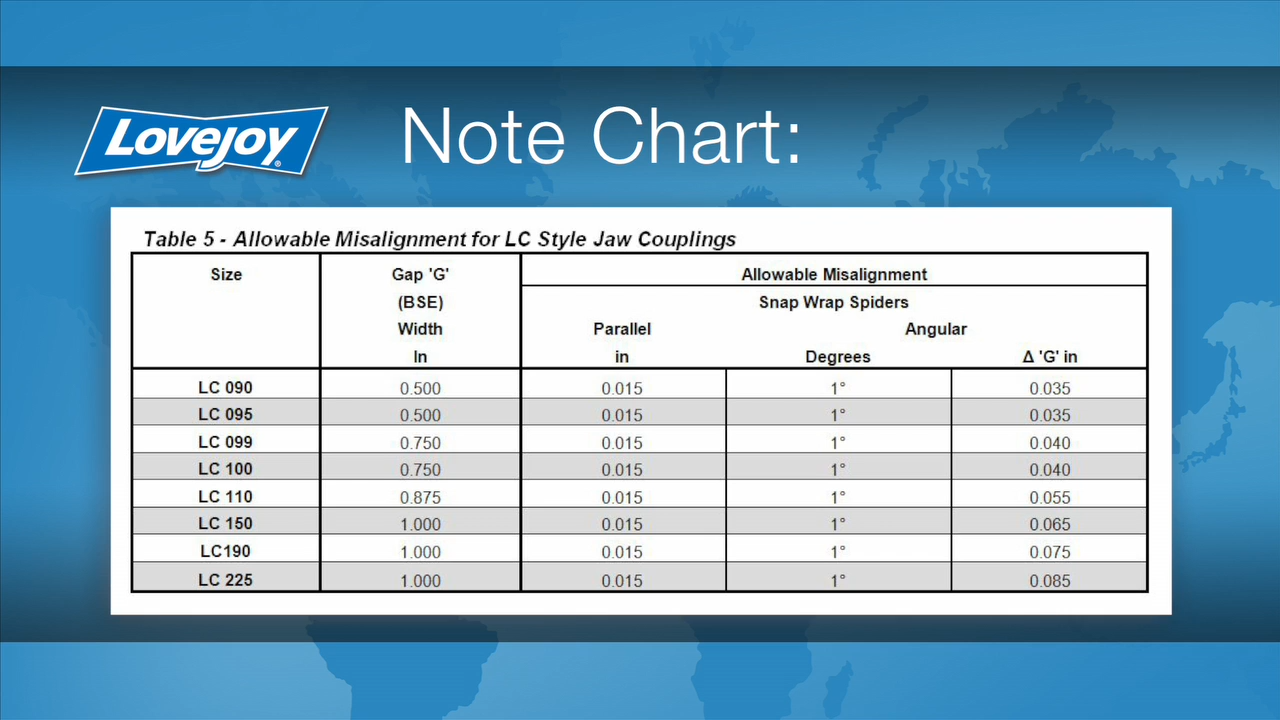 LOVEJOY®
Note Chart:
Table 5 - Allowable Misalignment for LC Style Jaw Couplings
Size Gap 'G' Allowable Misalignment
(BSE) Snap Wrap Spiders
Width Parallel Angular
In in Degrees Δ 'G' in
LC 090 0.500 0.015 1° 0.035
LC 095 0.500 0.015 1° 0.035
LC 099 0.750 0.015 1° 0.040
LC 100 0.750 0.015 1° 0.040
LC 110 0.875 0.015 1° 0.055
LC 150 1.000 0.015 1° 0.065
LC190 1.000 0.015 1° 0.075
LC 225 1.000 0.015 1° 0.085